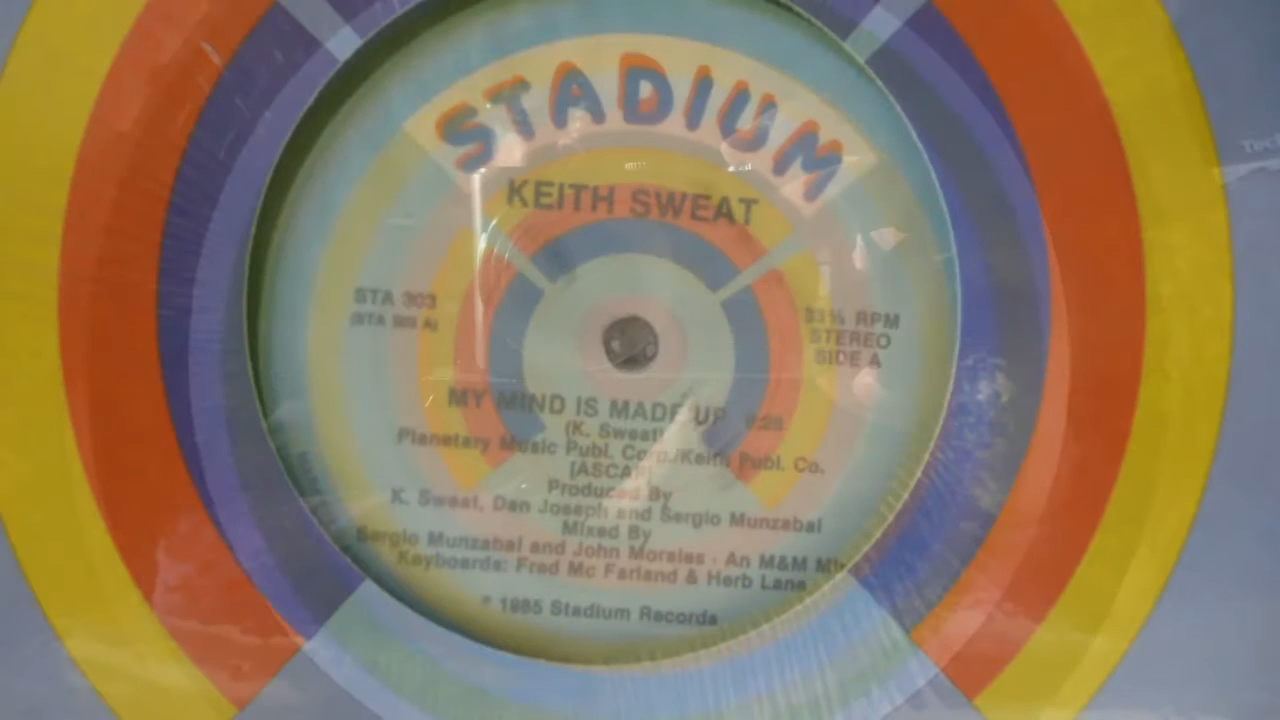 STADIUM
KEITH SWEAT
STA 303
33⅓ RPM
STEREO
SIDE A
MY MIND IS MADE UP
(K. Sweat)
Planetary Music Publ. Corp./Keith Publ. Co.
[ASCAP]
Produced By
K. Sweat, Dan Joseph and Sergio Munzabal
Mixed By
Sergio Munzabal and John Morales - An M&M Mix
Keyboards: Fred Mc Farland & Herb Lane
1985 Stadium Records